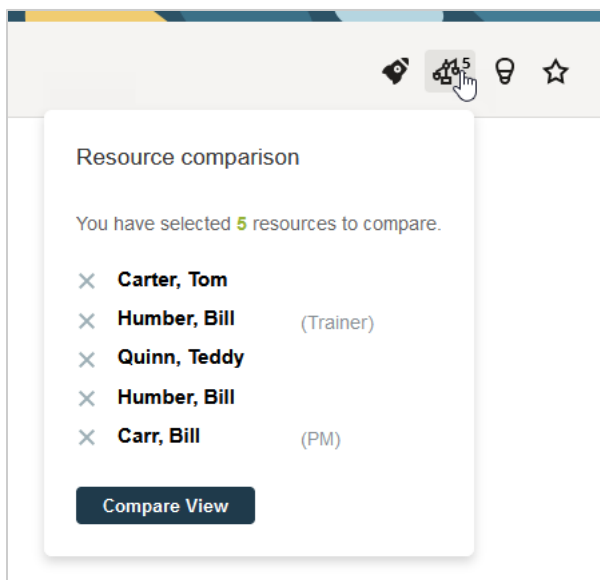 5
Resource comparison
You have selected 5 resources to compare.
Carter, Tom
Humber, Bill (Trainer)
Quinn, Teddy
Humber, Bill
Carr, Bill (PM)
Compare View